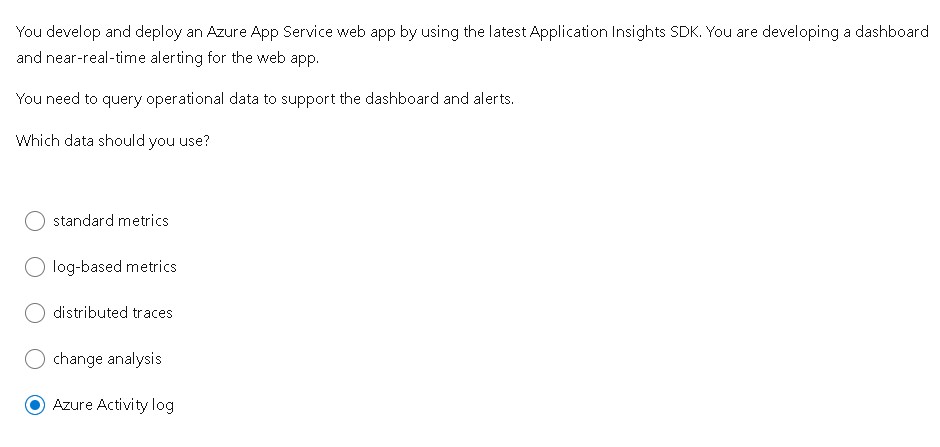 You develop and deploy an Azure App Service web app by using the latest Application Insights SDK. You are developing a dashboard
and near-real-time alerting for the web app.
You need to query operational data to support the dashboard and alerts.
Which data should you use?
standard metrics
log-based metrics
distributed traces
change analysis
Azure Activity log